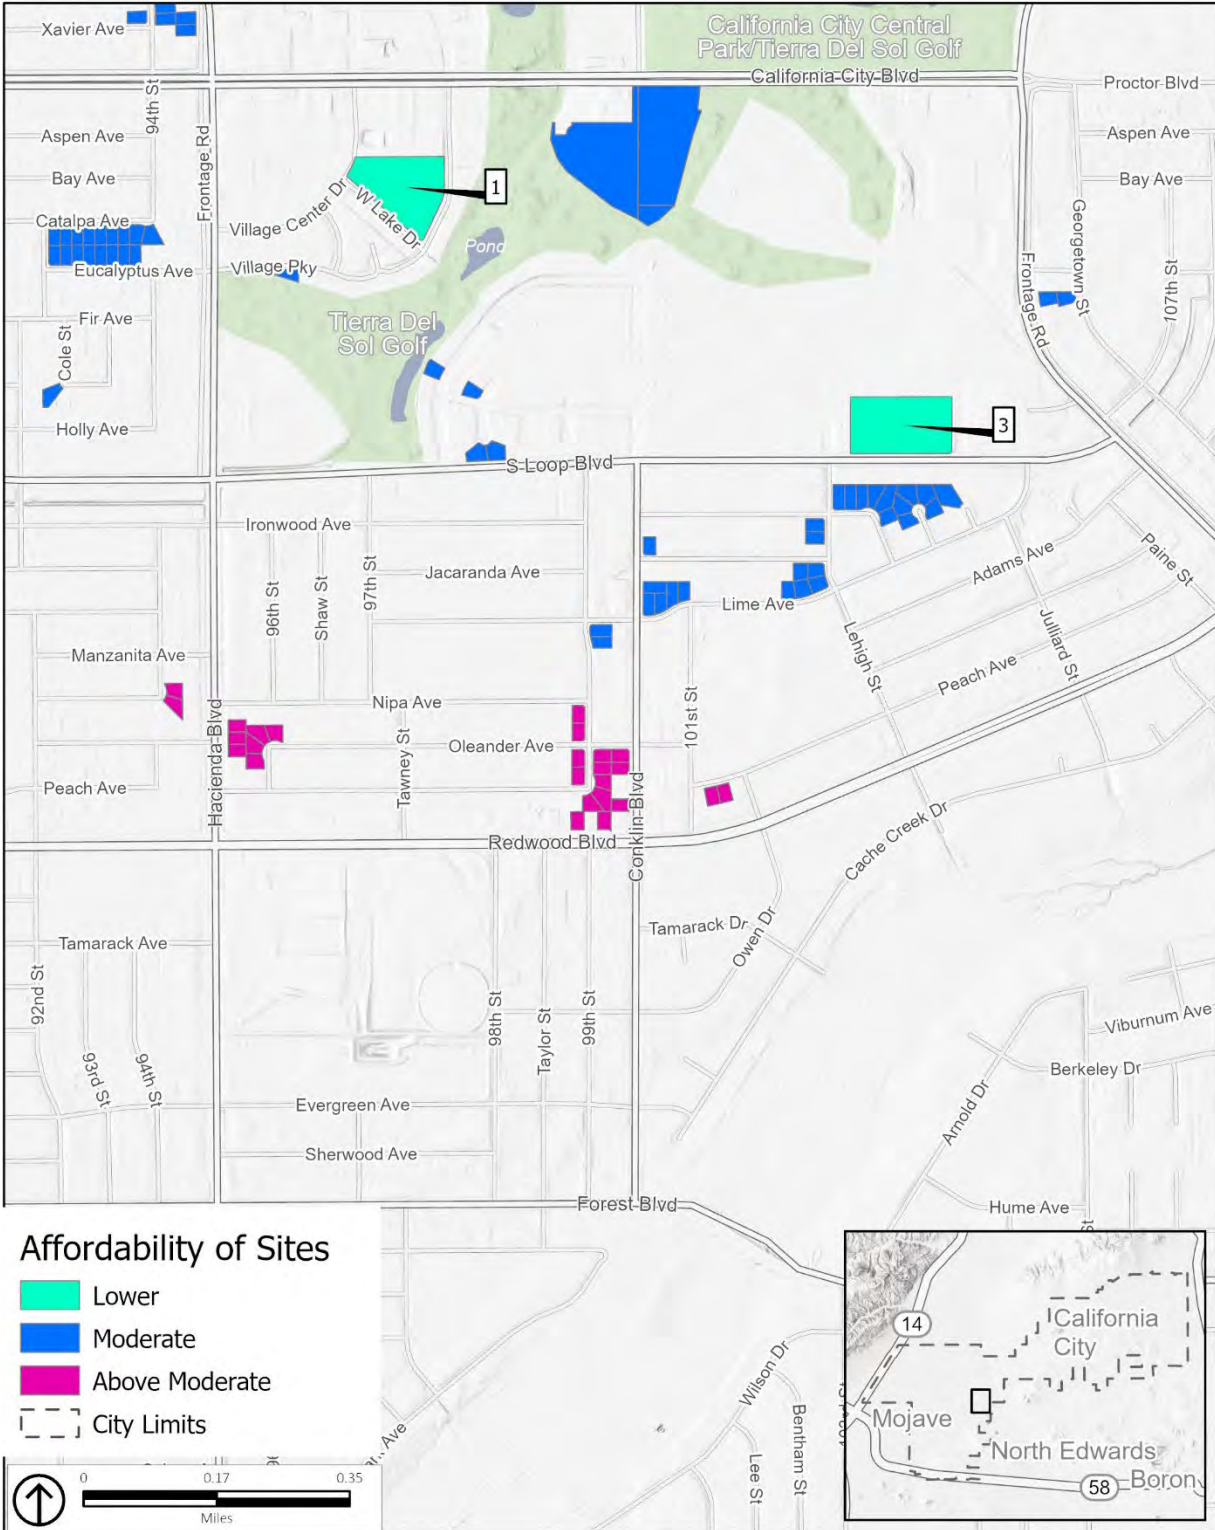 Xavier Ave
94th St
California City Central
Park/Tierra Del Sol Golf
California City Blvd
Proctor Blvd
Aspen Ave
Aspen Ave
Bay Ave
Bay Ave
Frontage Rd
1
Village Center Dr
W Lake Dr
Catalpa Ave
Georgetown St
Pond
Eucalyptus Ave
Village Pky
107th St
Frontage Rd
Fir Ave
Tierra Del
Sol Golf
Cole St
Holly Ave
3
S Loop Blvd
Ironwood Ave
Jacaranda Ave
96th St
Shaw St
97th St
Adams Ave
Paine St
Lime Ave
Lehigh St
Julliard St
Manzanita Ave
Peach Ave
Nipa Ave
101st St
Hacienda Blvd
Tawney St
Oleander Ave
Peach Ave
Conklin Blvd
Redwood Blvd
Cache Creek Dr
Tamarack Ave
Tamarack Dr
Owen Dr
92nd St
93rd St
94th St
98th St
Taylor St
99th St
Viburnum Ave
Berkeley Dr
Arnold Dr
Evergreen Ave
Sherwood Ave
Forest Blvd
Hume Ave
St
Affordability of Sites
Lower
Moderate
Above Moderate
City Limits
Wilson Dr
Bentham St
Lee St
Ave
0
0.17
0.35
Miles
14
California
City
Mojave
North Edwards
Boron
58